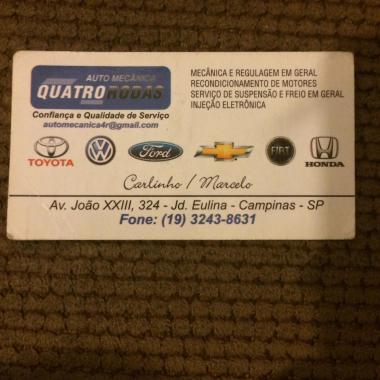 AUTO MECÂNICA
QUATRO RODAS
Confiança e Qualidade de Serviço
automecanica4r@gmail.com
MECÂNICA E REGULAGEM EM GERAL
RECONDICIONAMENTO DE MOTORES
SERVIÇO DE SUSPENSÃO E FREIO EM GERAL
INJEÇÃO ELETRÔNICA
TOYOTA
Ford
FIAT
HONDA
Carlinho / Marcelo
Av. João XXIII, 324 - Jd. Eulina - Campinas - SP
Fone: (19) 3243-8631